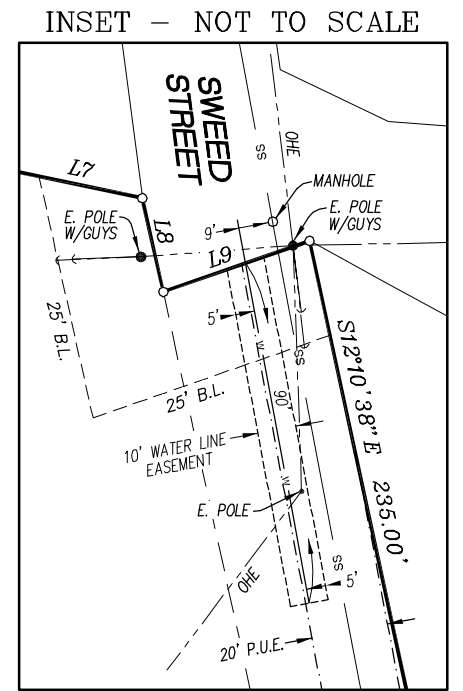 INSET - NOT TO SCALE
SWEED
STREET
L7
SS
OHE
MANHOLE
E. POLE
W/GUYS
E. POLE
W/GUYS
L8
9'
L9
25' B.L.
5'
W
SS
S12°10'38"E 235.00'
25' B.L.
90'
10' WATER LINE
EASEMENT
W
E. POLE
SS
OHE
5'
20' P.U.E.